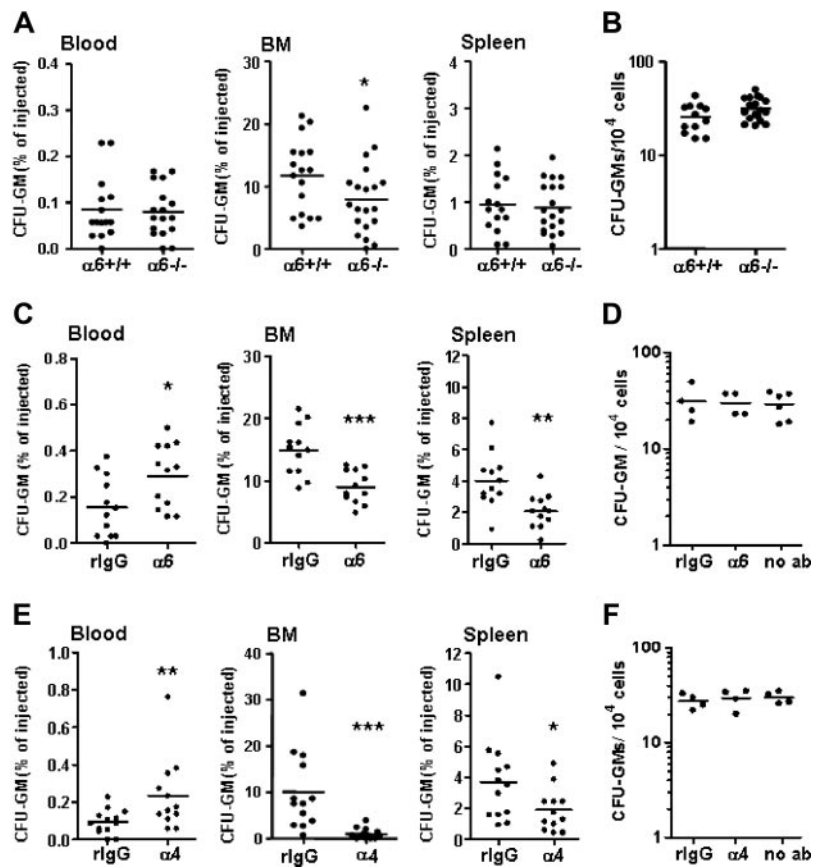 A
Blood
BM
Spleen
B
CFU-GM (% of injected)
0.4
0.3
0.2
0.1
0.0
α6+/+ α6-/-
CFU-GM (% of injected)
30
20
10
0
*
α6+/+ α6-/-
CFU-GM (% of injected)
4
3
2
1
0
α6+/+ α6-/-
CFU-GMs/10⁴ cells
100
10
1
α6+/+ α6-/-
C
Blood
BM
Spleen
D
CFU-GM (% of injected)
0.8
0.6
0.4
0.2
0.0
*
rIgG α6
CFU-GM (% of injected)
30
20
10
0
***
rIgG α6
CFU-GM (% of injected)
12
10
8
6
4
2
0
**
rIgG α6
CFU-GM / 10⁴ cells
100
10
1
rIgG α6 no ab
E
Blood
BM
Spleen
F
CFU-GM (% of injected)
1.0
0.8
0.6
0.4
0.2
0.0
**
rIgG α4
CFU-GM (% of injected)
40
30
20
10
0
***
rIgG α4
CFU-GM (% of injected)
12
10
8
6
4
2
0
*
rIgG α4
CFU-GMs/ 10⁴ cells
100
10
1
rIgG α4 no ab